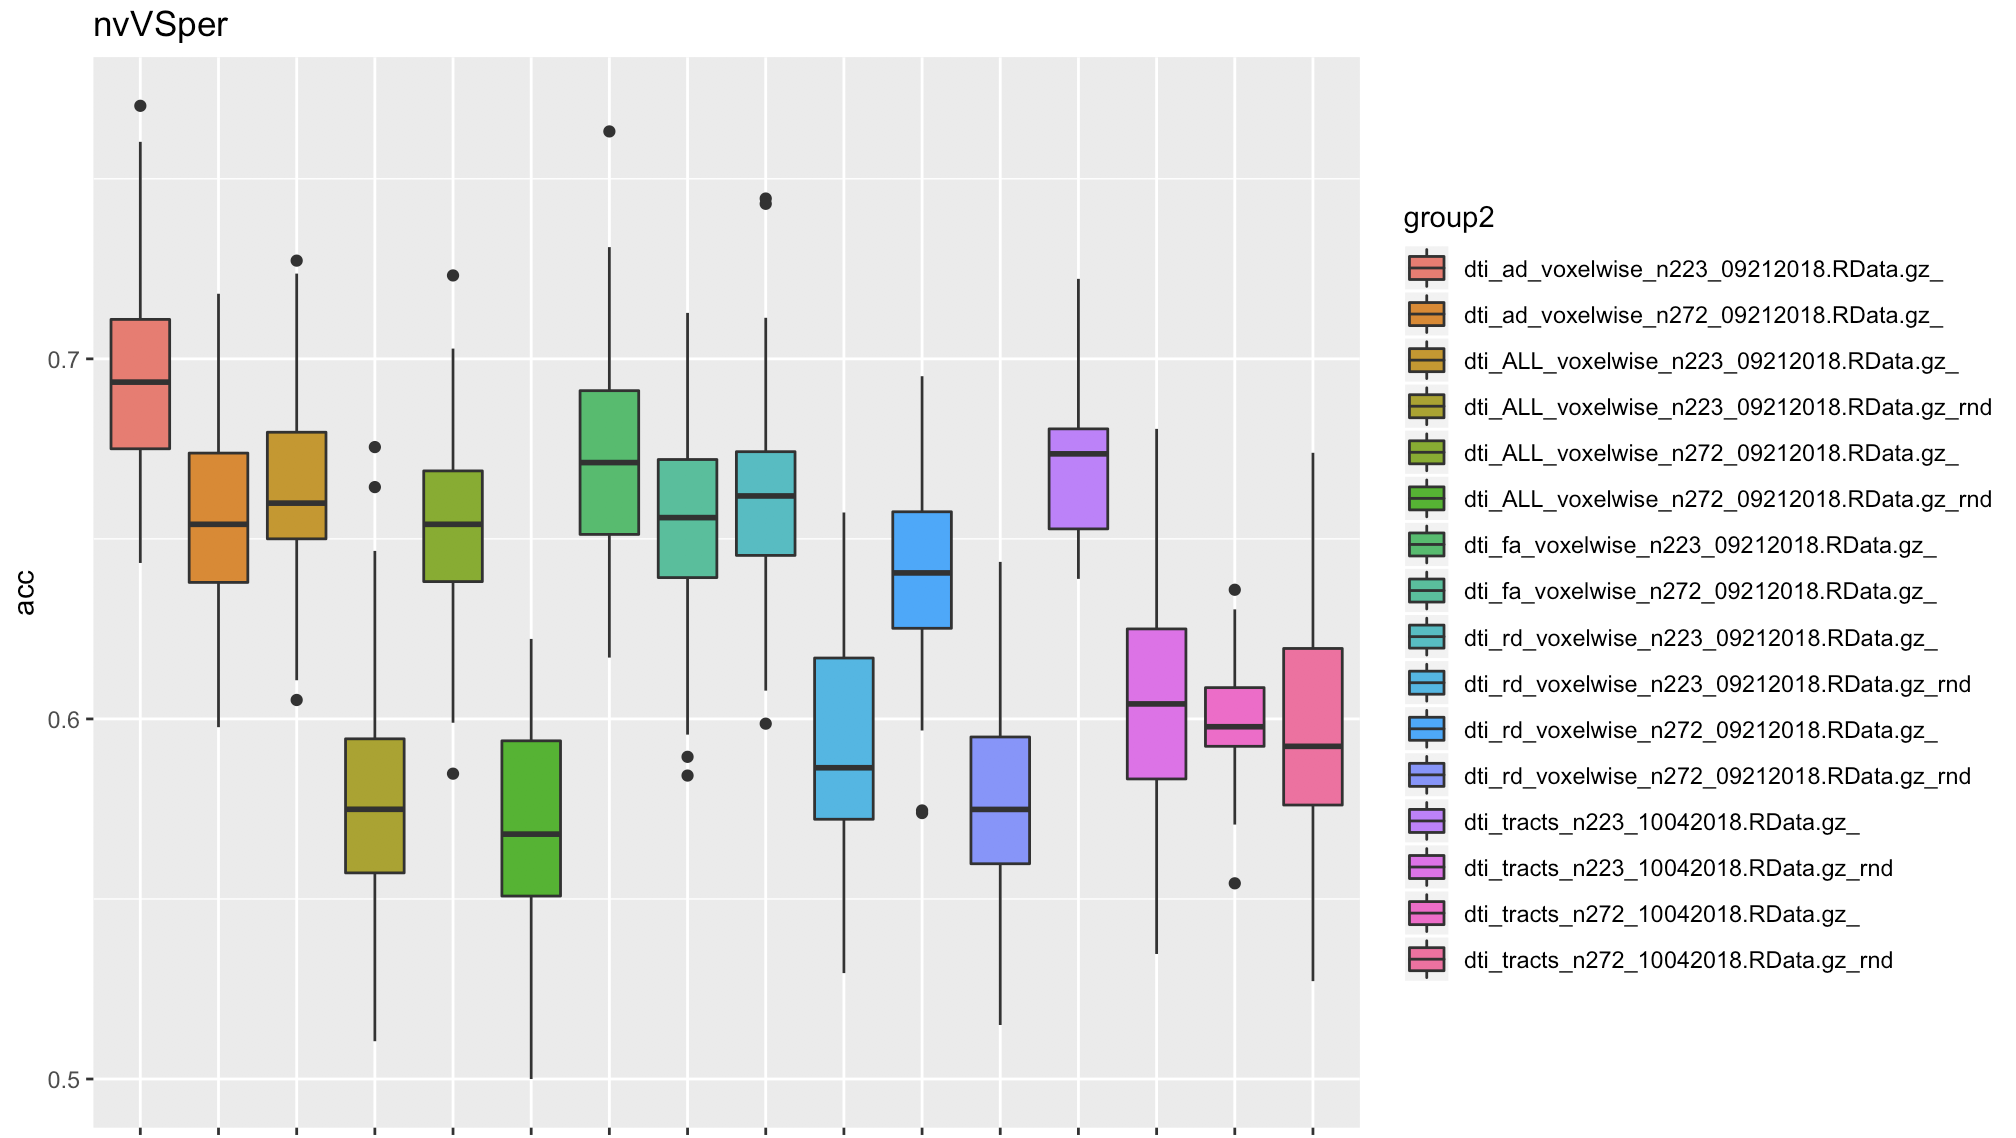 nvVSper
acc
0.7
0.6
0.5
group2
dti_ad_voxelwise_n223_09212018.RData.gz_
dti_ad_voxelwise_n272_09212018.RData.gz_
dti_ALL_voxelwise_n223_09212018.RData.gz_
dti_ALL_voxelwise_n223_09212018.RData.gz_rnd
dti_ALL_voxelwise_n272_09212018.RData.gz_
dti_ALL_voxelwise_n272_09212018.RData.gz_rnd
dti_fa_voxelwise_n223_09212018.RData.gz_
dti_fa_voxelwise_n272_09212018.RData.gz_
dti_rd_voxelwise_n223_09212018.RData.gz_
dti_rd_voxelwise_n223_09212018.RData.gz_rnd
dti_rd_voxelwise_n272_09212018.RData.gz_
dti_rd_voxelwise_n272_09212018.RData.gz_rnd
dti_tracts_n223_10042018.RData.gz_
dti_tracts_n223_10042018.RData.gz_rnd
dti_tracts_n272_10042018.RData.gz_
dti_tracts_n272_10042018.RData.gz_rnd